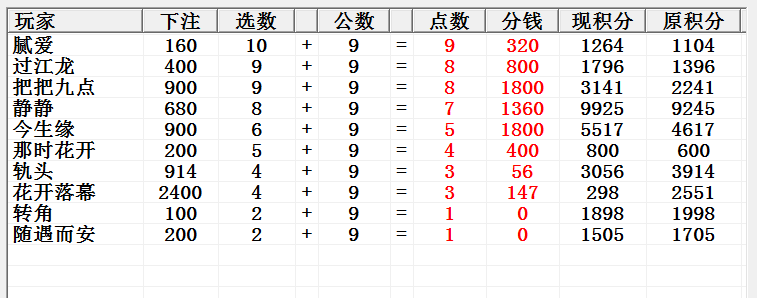 玩家 下注 选数 公数 点数 分钱 现积分 原积分
腻爱 160 10 + 9 = 9 320 1264 1104
过江龙 400 9 + 9 = 8 800 1796 1396
把把九点 900 9 + 9 = 8 1800 3141 2241
静静 680 8 + 9 = 7 1360 9925 9245
今生缘 900 6 + 9 = 5 1800 5517 4617
那时花开 200 5 + 9 = 4 400 800 600
轨头 914 4 + 9 = 3 56 3056 3914
花开落幕 2400 4 + 9 = 3 147 298 2551
转角 100 2 + 9 = 1 0 1898 1998
随遇而安 200 2 + 9 = 1 0 1505 1705